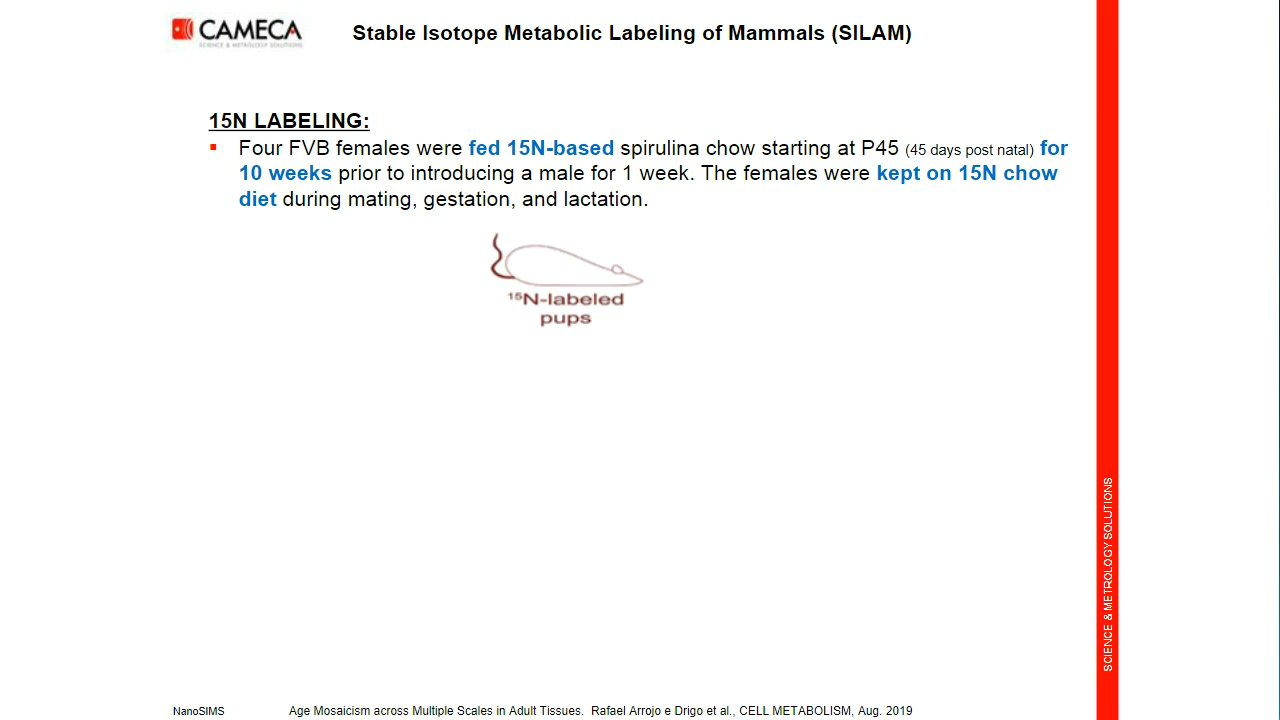 CAMECA
SCIENCE & METROLOGY SOLUTIONS
Stable Isotope Metabolic Labeling of Mammals (SILAM)
15N LABELING:
▪ Four FVB females were fed 15N-based spirulina chow starting at P45 (45 days post natal) for
10 weeks prior to introducing a male for 1 week. The females were kept on 15N chow
diet during mating, gestation, and lactation.
¹⁵N-labeled
pups
SCIENCE & METROLOGY SOLUTIONS
NanoSIMS
Age Mosaicism across Multiple Scales in Adult Tissues. Rafael Arrojo e Drigo et al., CELL METABOLISM, Aug. 2019